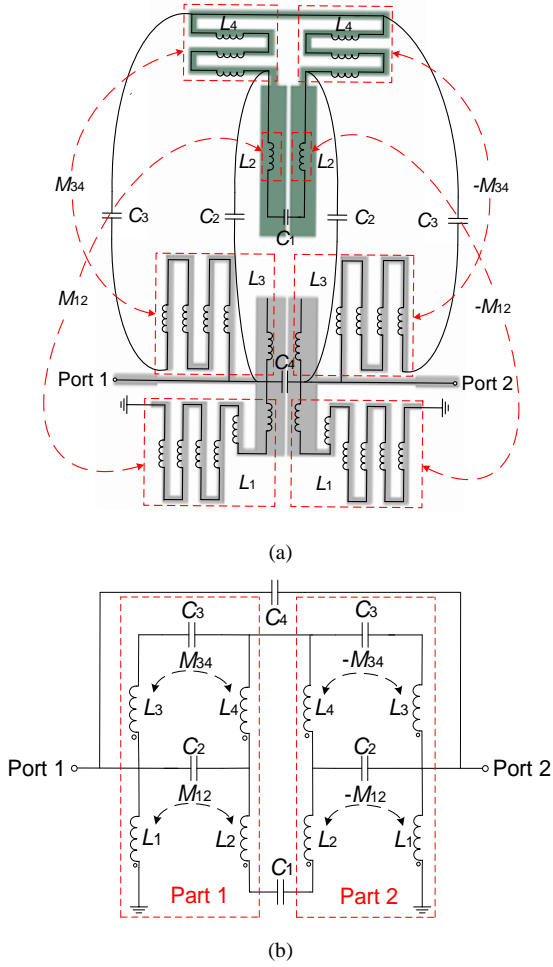 L4 L4
L2 L2
M34 -M34
C3 C2 C1 C2 C3
M12 L3 L3 -M12
C4
Port 1 Port 2
L1 L1
(a)
C4
C3 C3
M34 -M34
L3 L4 L4 L3
C2 C2
Port 1 Port 2
M12 -M12
L1 L2 L2 L1
C1
Part 1 Part 2
(b)